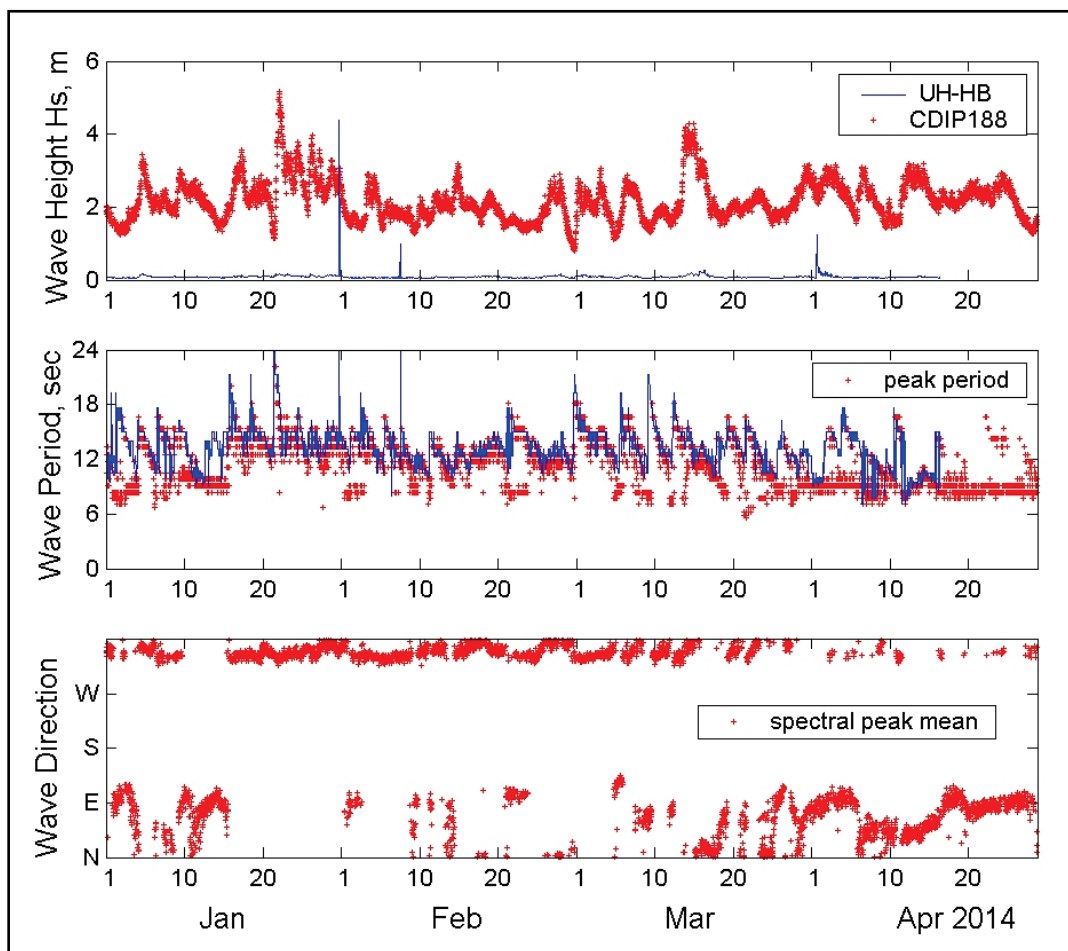 Wave Height Hs, m
6
4
2
0
UH-HB
CDIP188
1 10 20 1 10 20 1 10 20 1 10 20
Wave Period, sec
24
18
12
6
0
peak period
1 10 20 1 10 20 1 10 20 1 10 20
Wave Direction
W
S
E
N
spectral peak mean
1 10 20 1 10 20 1 10 20 1 10 20
Jan Feb Mar Apr 2014